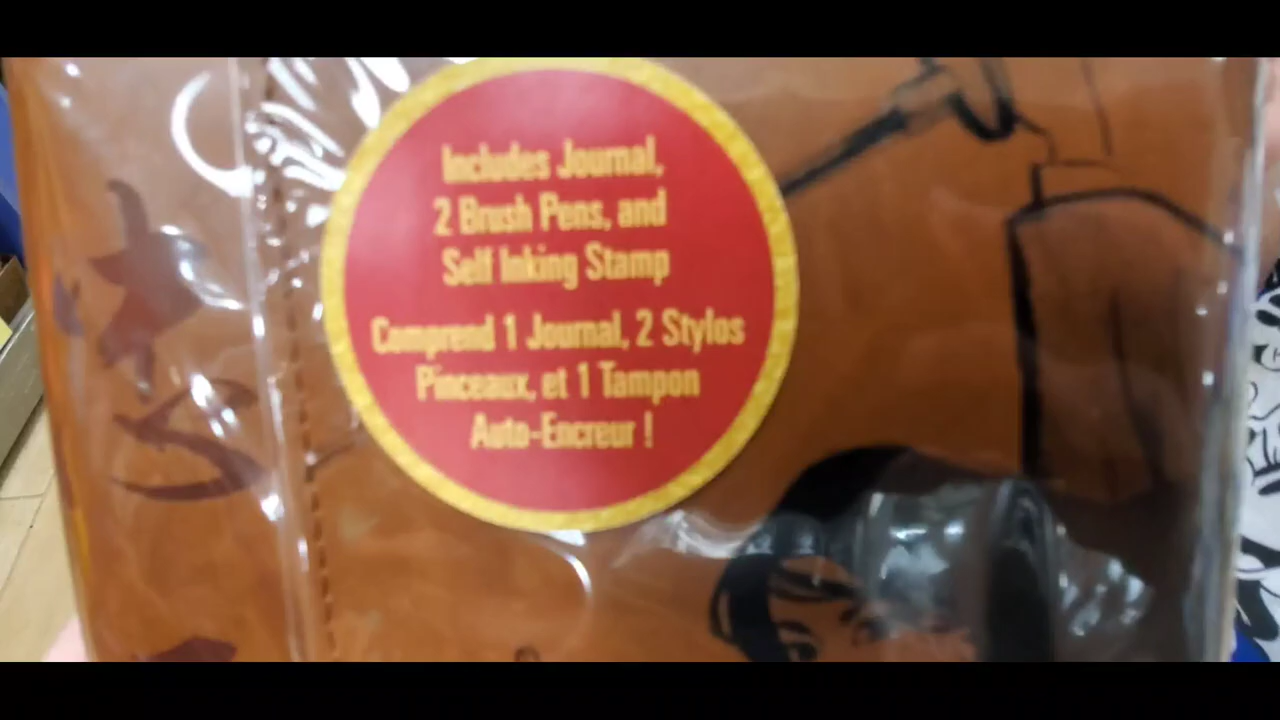 Includes Journal,
2 Brush Pens, and
Self Inking Stamp
Comprend 1 Journal, 2 Stylos
Pinceaux, et 1 Tampon
Auto-Encreur !